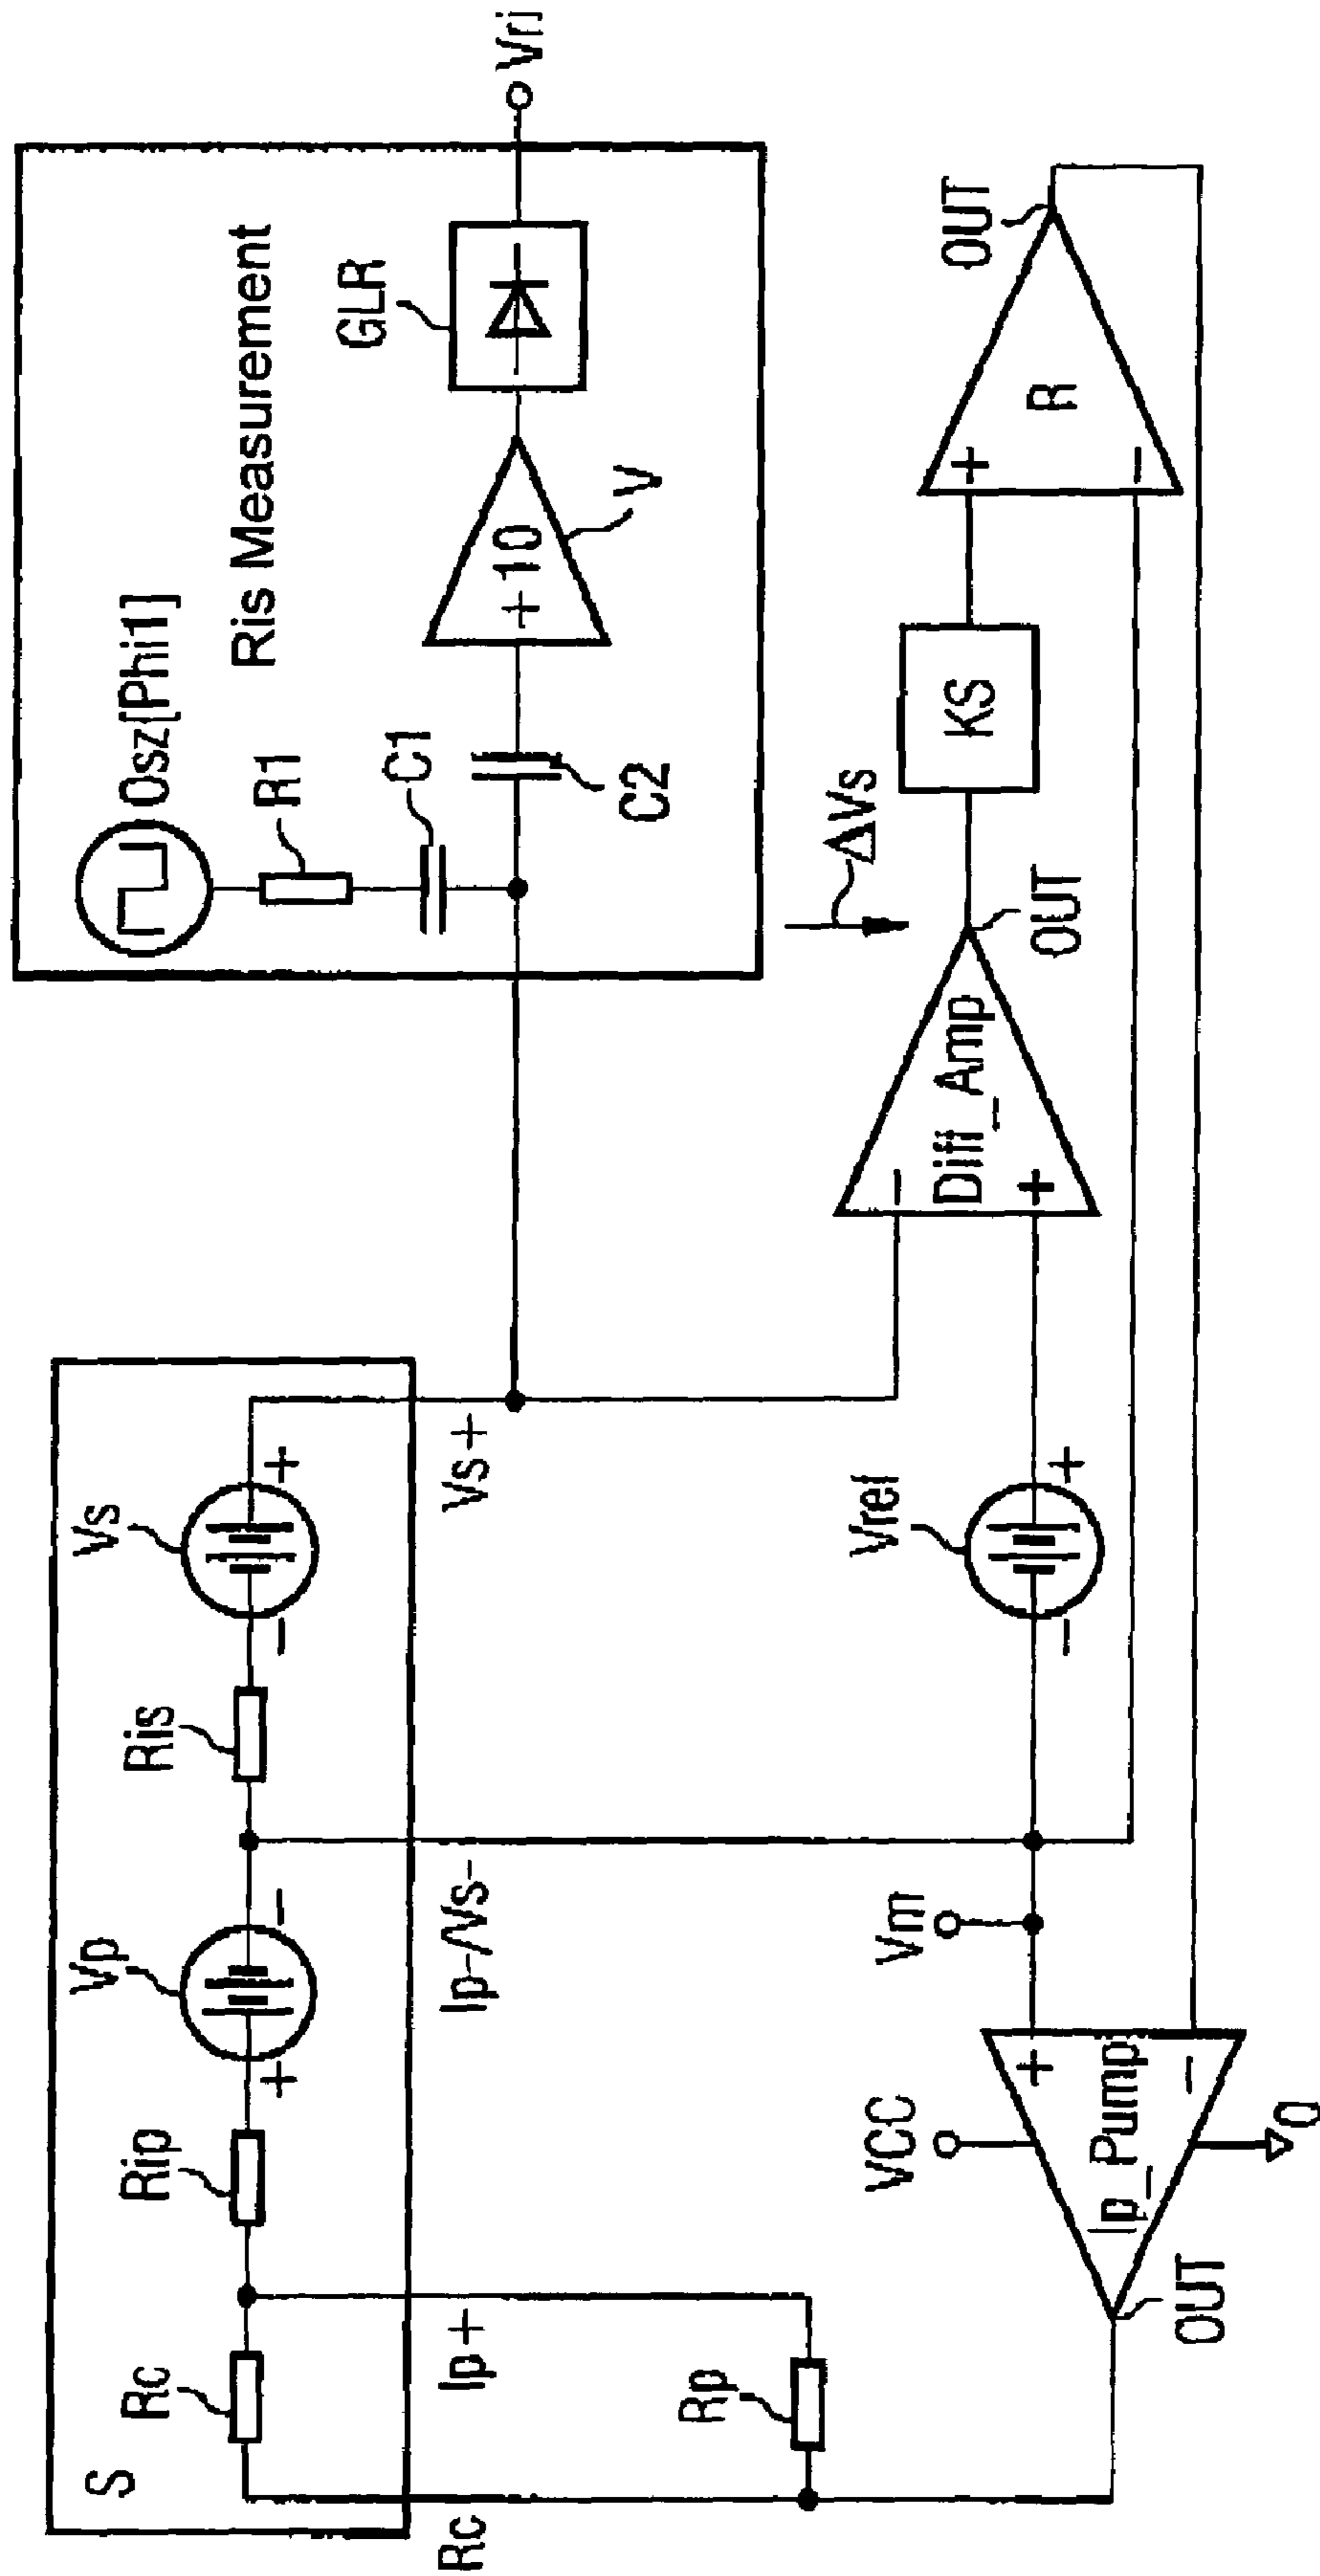 S
Rc
Rip
Vp
+
−
Ris
Vs
−
+
Osz[Phi1]
R1
C1
C2
Ris Measurement
+10
V
GLR
Vri
Rc
Ip+
Ip-/Vs-
Vs+
Rp
VCC
Vm
Vref
−
+
ΔVs
Ip_Pump
+
−
OUT
0
Diff_Amp
−
+
OUT
KS
R
+
−
OUT